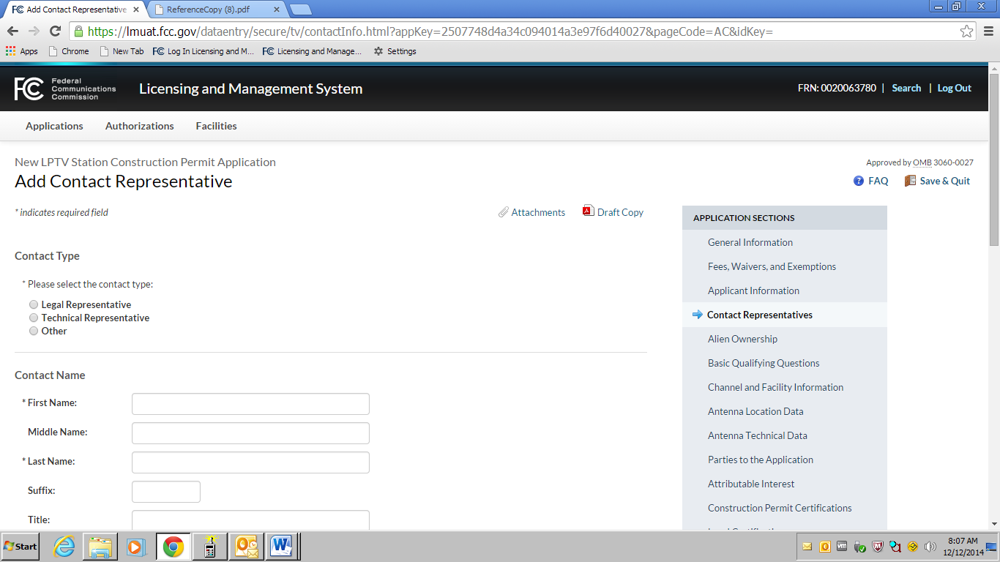 Add Contact Representative
ReferenceCopy (8).pdf
https://lmuat.fcc.gov/dataentry/secure/tv/contactInfo.html?appKey=2507748d4a34c094014a3e97f6d40027&pageCode=AC&idKey=
Apps Chrome New Tab Log In Licensing and M... Licensing and Manage... Settings
FCC Federal Communications Commission
Licensing and Management System
FRN: 0020063780 | Search | Log Out
Applications Authorizations Facilities
New LPTV Station Construction Permit Application
Approved by OMB 3060-0027
Add Contact Representative
FAQ Save & Quit
* indicates required field
Attachments Draft Copy
Contact Type
* Please select the contact type:
Legal Representative
Technical Representative
Other
Contact Name
* First Name:
Middle Name:
* Last Name:
Suffix:
Title:
APPLICATION SECTIONS
General Information
Fees, Waivers, and Exemptions
Applicant Information
Contact Representatives
Alien Ownership
Basic Qualifying Questions
Channel and Facility Information
Antenna Location Data
Antenna Technical Data
Parties to the Application
Attributable Interest
Construction Permit Certifications
Start
8:07 AM
12/12/2014